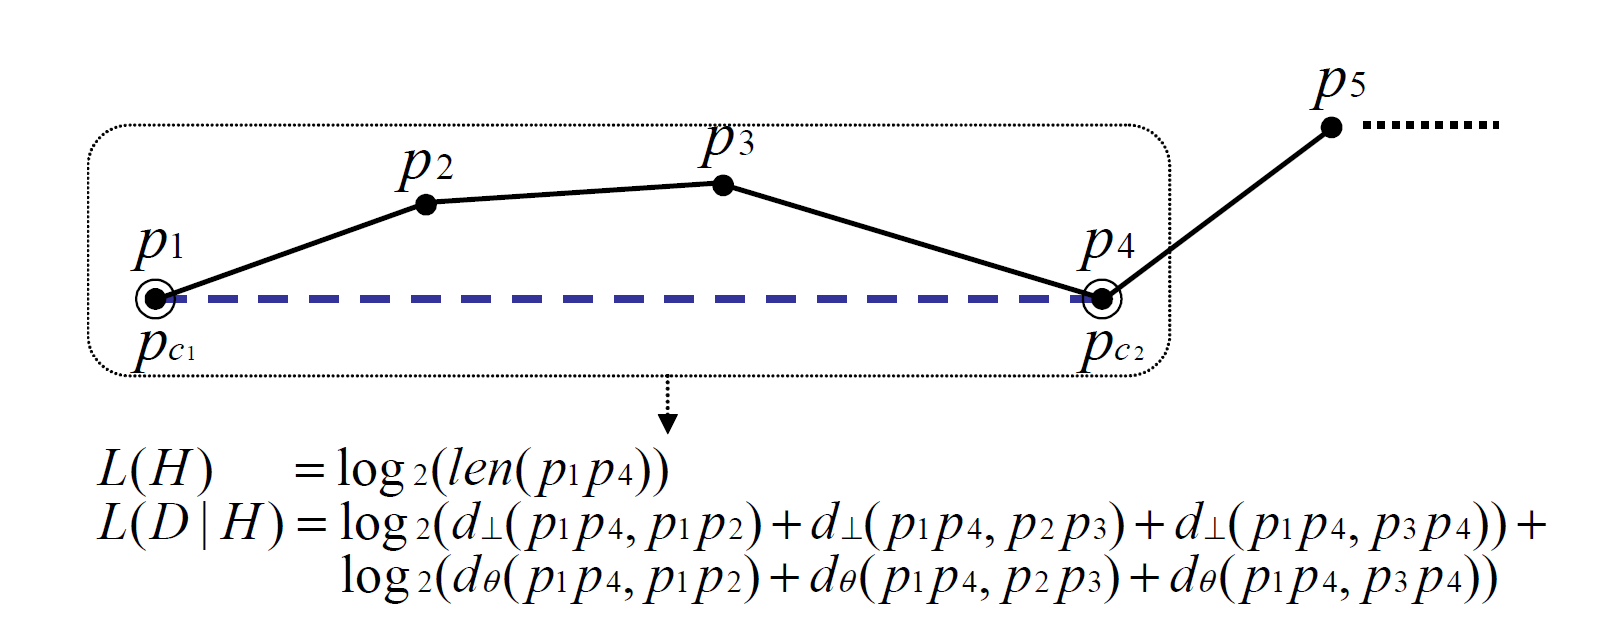 p5
p3
p2
p1
p4
pc1
pc2
L(H) = log2(len(p1p4))
L(D|H) = log2(d⊥(p1p4, p1p2) + d⊥(p1p4, p2p3) + d⊥(p1p4, p3p4)) +
log2(dθ(p1p4, p1p2) + dθ(p1p4, p2p3) + dθ(p1p4, p3p4))